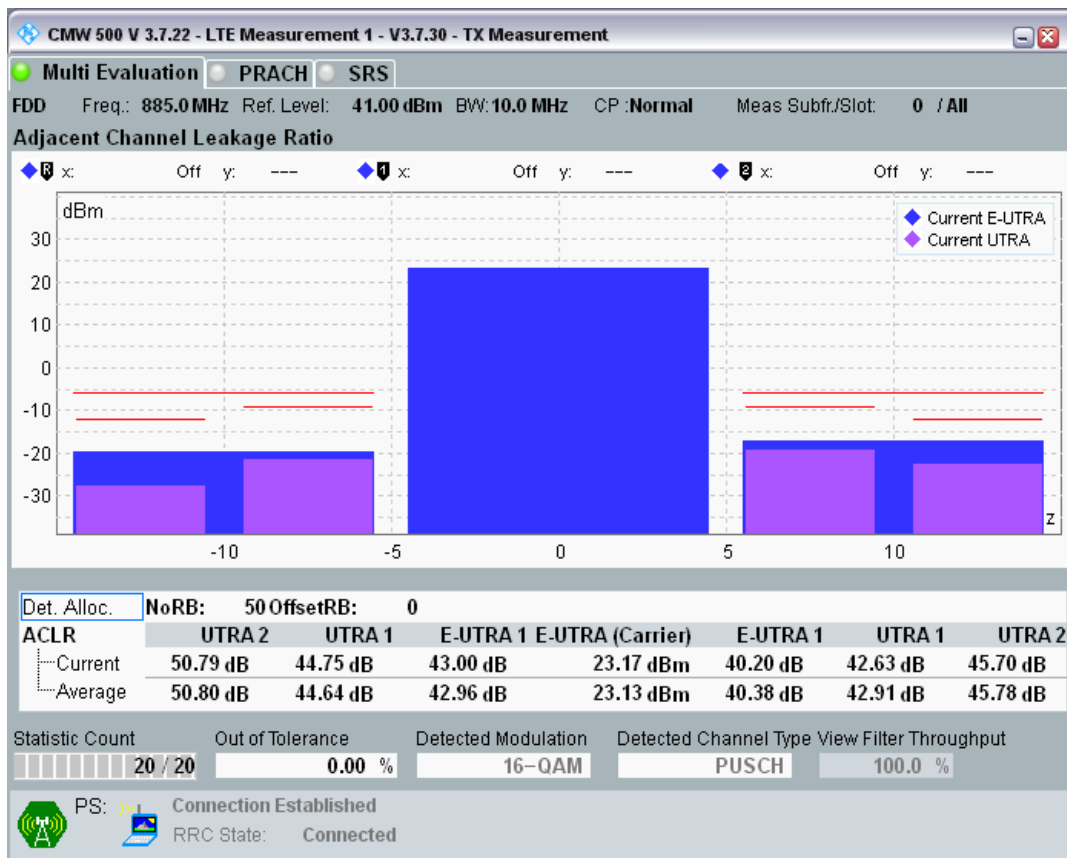 CMW 500 V 3.7.22 - LTE Measurement 1 - V3.7.30 - TX Measurement
Multi Evaluation PRACH SRS
FDD Freq.: 885.0 MHz Ref. Level: 41.00 dBm BW: 10.0 MHz CP :Normal Meas Subfr./Slot: 0 / All
Adjacent Channel Leakage Ratio
R x: Off y: --- 1 x: Off y: --- 2 x: Off y: ---
dBm
Current E-UTRA
Current UTRA
30
20
10
0
-10
-20
-30
z
-10 -5 0 5 10
Det. Alloc. NoRB: 50 OffsetRB: 0
ACLR UTRA 2 UTRA 1 E-UTRA 1 E-UTRA (Carrier) E-UTRA 1 UTRA 1 UTRA 2
Current 50.79 dB 44.75 dB 43.00 dB 23.17 dBm 40.20 dB 42.63 dB 45.70 dB
Average 50.80 dB 44.64 dB 42.96 dB 23.13 dBm 40.38 dB 42.91 dB 45.78 dB
Statistic Count Out of Tolerance Detected Modulation Detected Channel Type View Filter Throughput
20 / 20 0.00 % 16-QAM PUSCH 100.0 %
PS: Connection Established
RRC State: Connected